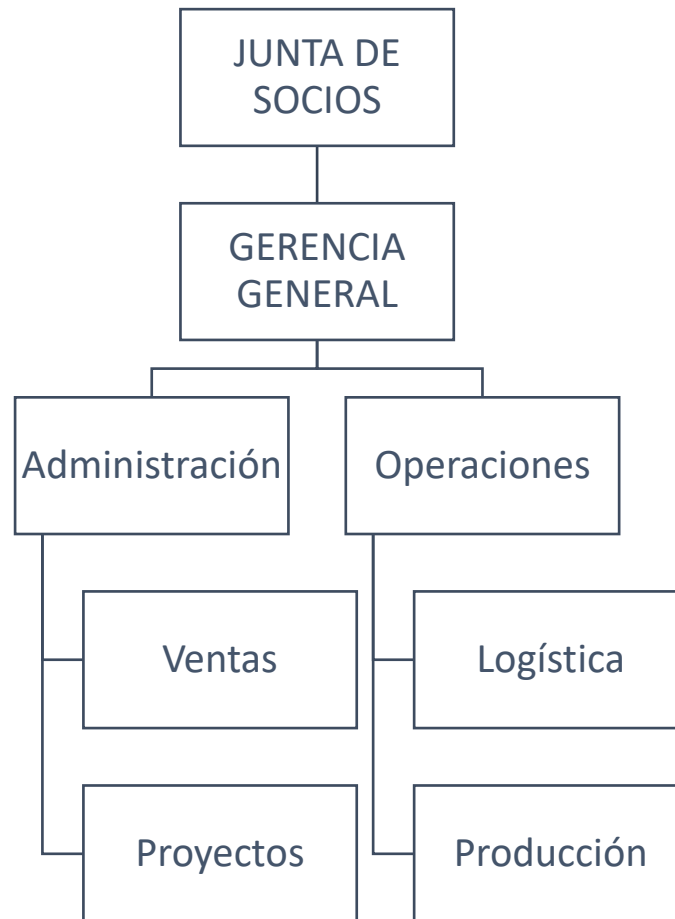 JUNTA DE
SOCIOS
GERENCIA
GENERAL
Administración
Operaciones
Ventas
Logística
Proyectos
Producción